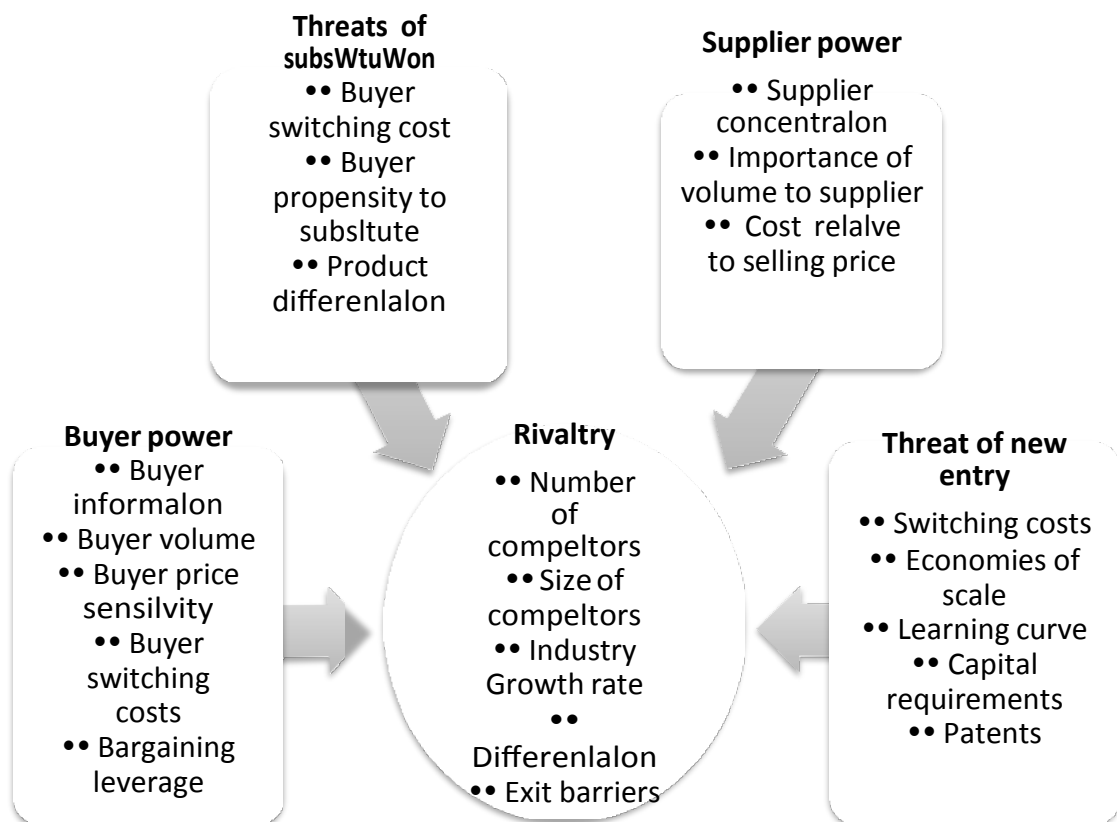 Threats of
subsWtuWon
•• Buyer
switching cost
•• Buyer
propensity to
subsltute
•• Product
differenlalon
Supplier power
•• Supplier
concentralon
•• Importance of
volume to supplier
•• Cost relalve
to selling price
Buyer power
•• Buyer
informalon
•• Buyer volume
•• Buyer price
sensilvity
•• Buyer
switching
costs
•• Bargaining
leverage
Rivaltry
•• Number
of
compeltors
•• Size of
compeltors
•• Industry
Growth rate
••
Differenlalon
•• Exit barriers
Threat of new
entry
•• Switching costs
•• Economies of
scale
•• Learning curve
•• Capital
requirements
•• Patents